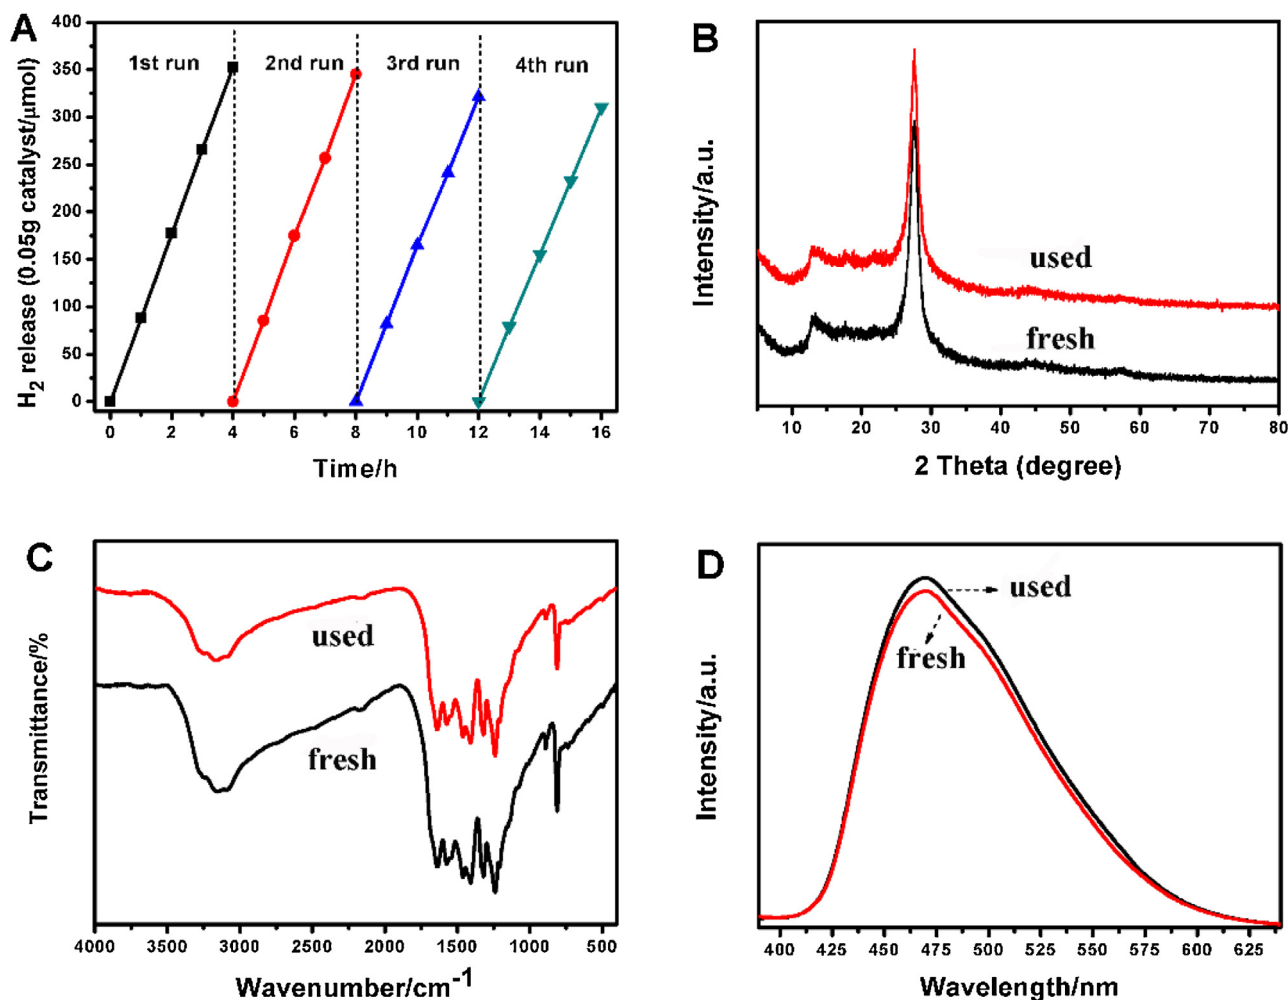 A
H2 release (0.05g catalyst/μmol)
400
350
300
250
200
150
100
50
0
1st run
2nd run
3rd run
4th run
0 2 4 6 8 10 12 14 16
Time/h
B
Intensity/a.u.
used
fresh
10 20 30 40 50 60 70 80
2 Theta (degree)
C
Transmittance/%
used
fresh
4000 3500 3000 2500 2000 1500 1000 500
Wavenumber/cm-1
D
Intensity/a.u.
used
fresh
400 425 450 475 500 525 550 575 600 625
Wavelength/nm